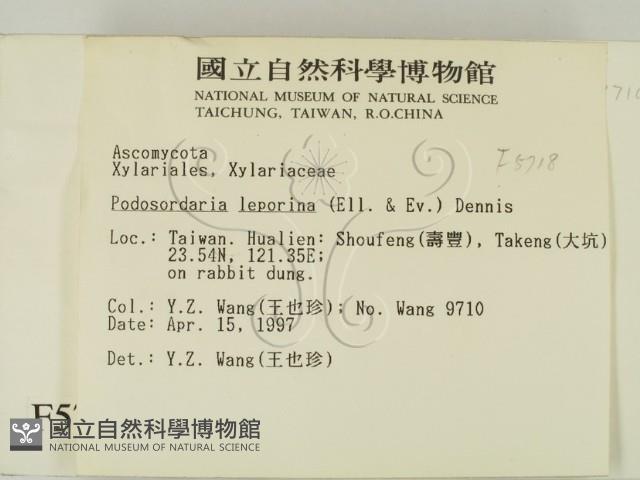 國立自然科學博物館
NATIONAL MUSEUM OF NATURAL SCIENCE
TAICHUNG, TAIWAN, R.O.CHINA
Ascomycota
F5718
Xylariales, Xylariaceae
Podosordaria leporina (Ell. & Ev.) Dennis
Loc.: Taiwan. Hualien: Shoufeng(壽豐), Takeng(大坑)
23.54N, 121.35E;
on rabbit dung.
Col.: Y.Z. Wang(王也珍); No. Wang 9710
Date: Apr. 15, 1997
Det.: Y.Z. Wang(王也珍)
國立自然科學博物館
NATIONAL MUSEUM OF NATURAL SCIENCE